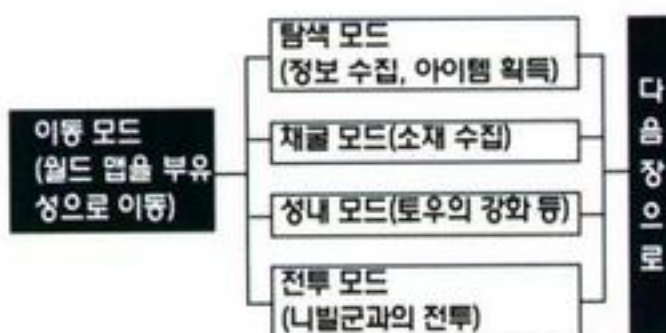 이동 모드
(월드 맵을 부유
성으로 이동)
탐색 모드
(정보 수집, 아이템 획득)
채굴 모드(소재 수집)
성내 모드(토우의 강화 등)
전투 모드
(니빌군과의 전투)
다음장으로